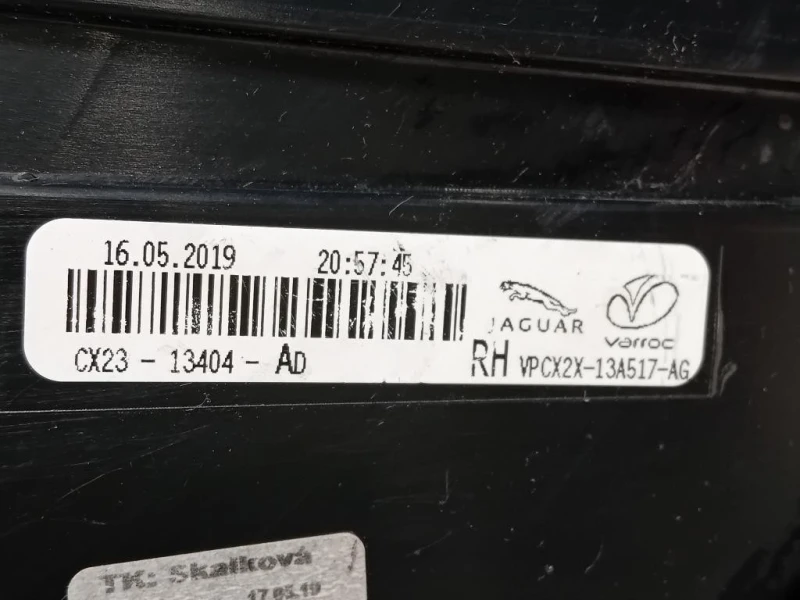 16.05.2019 20:57:45
JAGUAR varroc
CX23 - 13404 - AD RH VPCX2X-13A517-AG
TK: Skalková
17.05.19